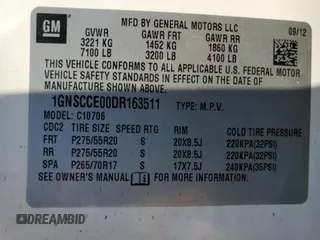 GM
MFD BY GENERAL MOTORS LLC
GVWR GAWR FRT GAWR RR 09/12
3221 KG 1452 KG 1860 KG
7100 LB 3200 LB 4100 LB
THIS VEHICLE CONFORMS TO ALL APPLICABLE U.S. FEDERAL
MOTOR VEHICLE SAFETY STANDARDS IN EFFECT ON THE DATE OF
MANUFACTURE SHOWN ABOVE.
1GNSCCE00DR163511 TYPE: M.P.V.
MODEL: C10706
CDC2 TIRE SIZE SPEED RTG RIM COLD TIRE PRESSURE
FRT P275/55R20 S 20X8.5J 220KPA(32PSI)
RR P275/55R20 S 20X8.5J 220KPA(32PSI)
SPA P265/70R17 S 17X7.5J 240KPA(35PSI)
SEE OWNER'S MANUAL FOR ADDITIONAL INFORMATION
DREAMBID